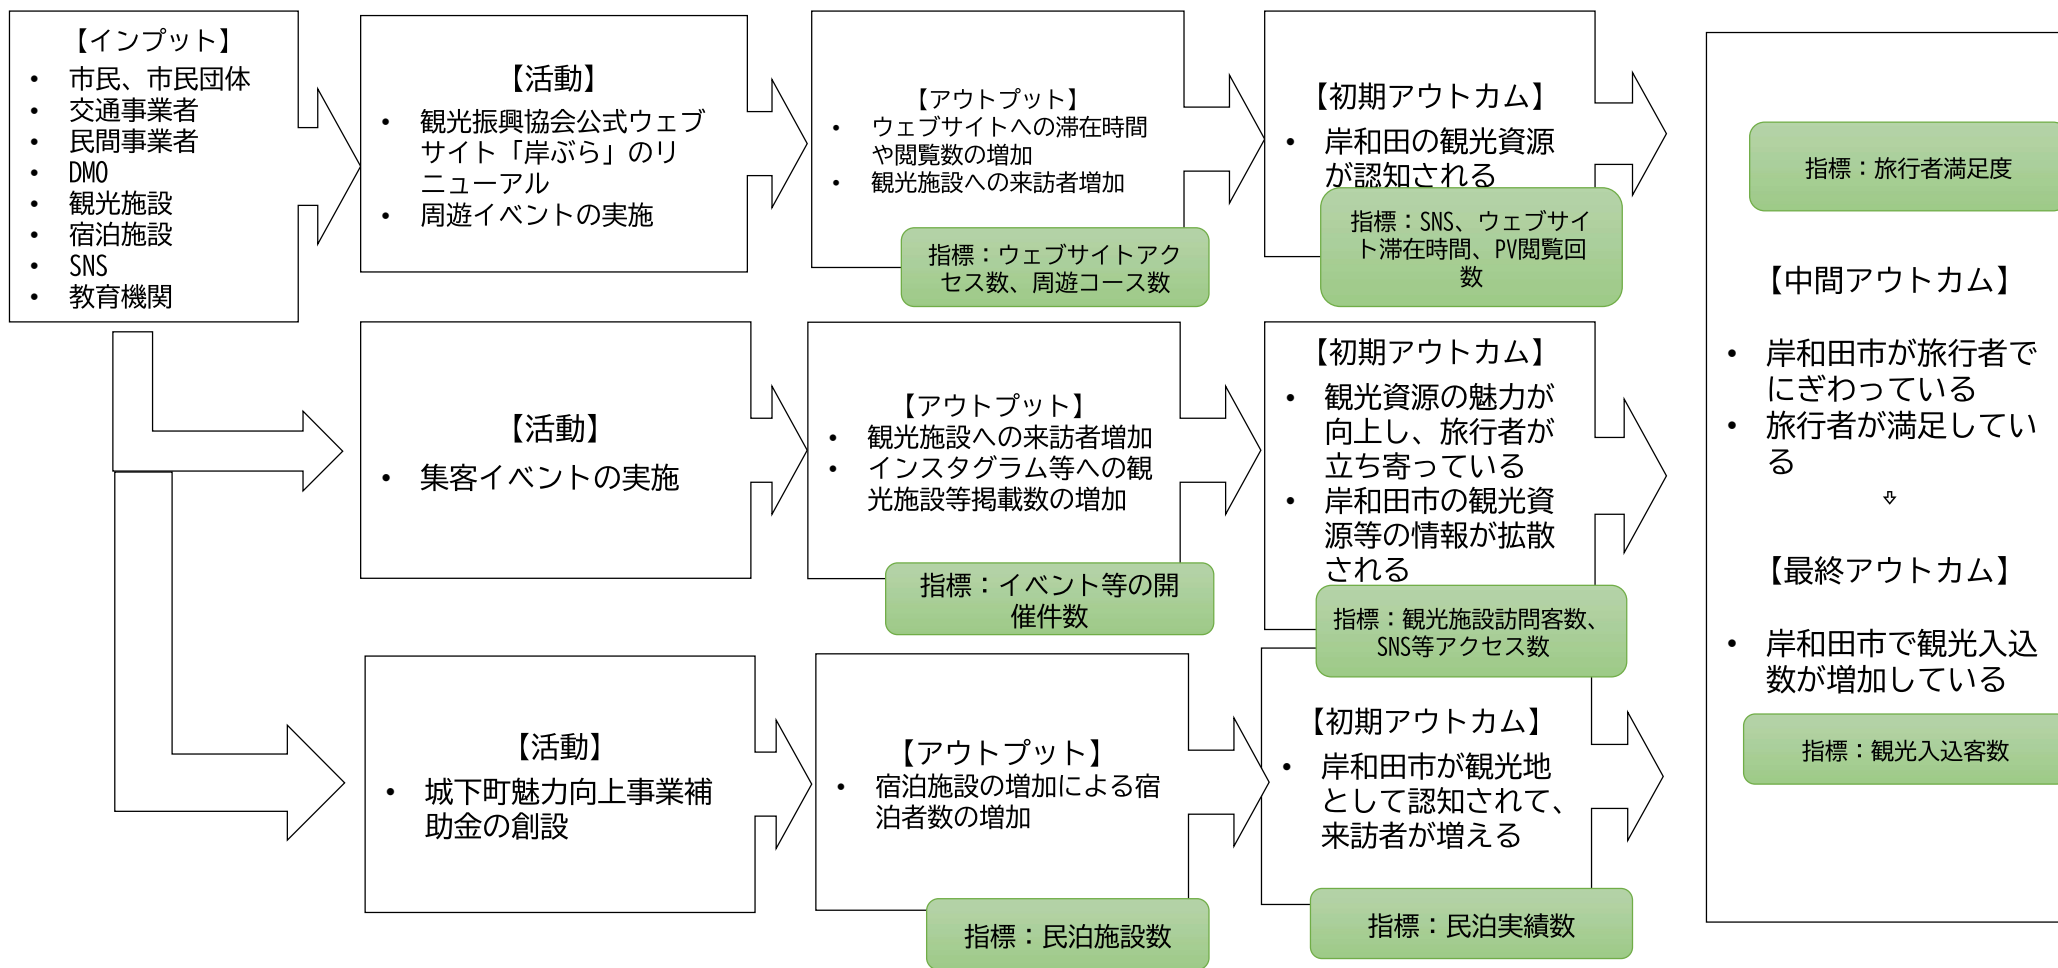 【インプット】
• 市民、市民団体
• 交通事業者
• 民間事業者
• DMO
• 観光施設
• 宿泊施設
• SNS
• 教育機関
【活動】
• 観光振興協会公式ウェブ
サイト「岸ぶら」のリ
ニューアル
• 周遊イベントの実施
【アウトプット】
• ウェブサイトへの滞在時間
や閲覧数の増加
• 観光施設への来訪者増加
指標：ウェブサイトアク
セス数、周遊コース数
【初期アウトカム】
• 岸和田の観光資源
が認知される
指標：SNS、ウェブサイ
ト滞在時間、PV閲覧回
数
【活動】
• 集客イベントの実施
【アウトプット】
• 観光施設への来訪者増加
• インスタグラム等への観
光施設等掲載数の増加
指標：イベント等の開
催件数
【初期アウトカム】
• 観光資源の魅力が
向上し、旅行者が
立ち寄っている
• 岸和田市の観光資
源等の情報が拡散
される
指標：観光施設訪問客数、
SNS等アクセス数
【活動】
• 城下町魅力向上事業補
助金の創設
【アウトプット】
• 宿泊施設の増加による宿
泊者数の増加
指標：民泊施設数
【初期アウトカム】
• 岸和田市が観光地
として認知されて、
来訪者が増える
指標：民泊実績数
指標：旅行者満足度
【中間アウトカム】
• 岸和田市が旅行者で
にぎわっている
• 旅行者が満足してい
る
【最終アウトカム】
• 岸和田市で観光入込
数が増加している
指標：観光入込客数